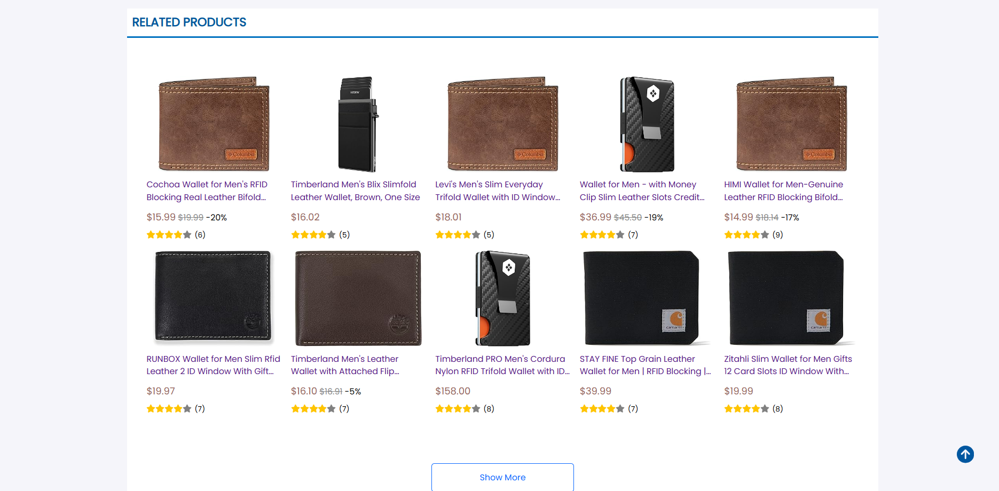 RELATED PRODUCTS
Columbia
YESRW
Columbia
Columbia
Cochoa Wallet for Men's RFID
Blocking Real Leather Bifold...
$15.99 $19.99 -20%
(6)
Timberland Men's Blix Slimfold
Leather Wallet, Brown, One Size
$16.02
(5)
Levi's Men's Slim Everyday
Trifold Wallet with ID Window...
$18.01
(5)
Wallet for Men - with Money
Clip Slim Leather Slots Credit...
$36.99 $45.50 -19%
(7)
HIMI Wallet for Men-Genuine
Leather RFID Blocking Bifold...
$14.99 $18.14 -17%
(9)
carhartt
carhartt
RUNBOX Wallet for Men Slim Rfid
Leather 2 ID Window With Gift...
$19.97
(7)
Timberland Men's Leather
Wallet with Attached Flip...
$16.10 $16.91 -5%
(7)
Timberland PRO Men's Cordura
Nylon RFID Trifold Wallet with ID...
$158.00
(8)
STAY FINE Top Grain Leather
Wallet for Men | RFID Blocking |...
$39.99
(7)
Zitahli Slim Wallet for Men Gifts
12 Card Slots ID Window With...
$19.99
(8)
Show More